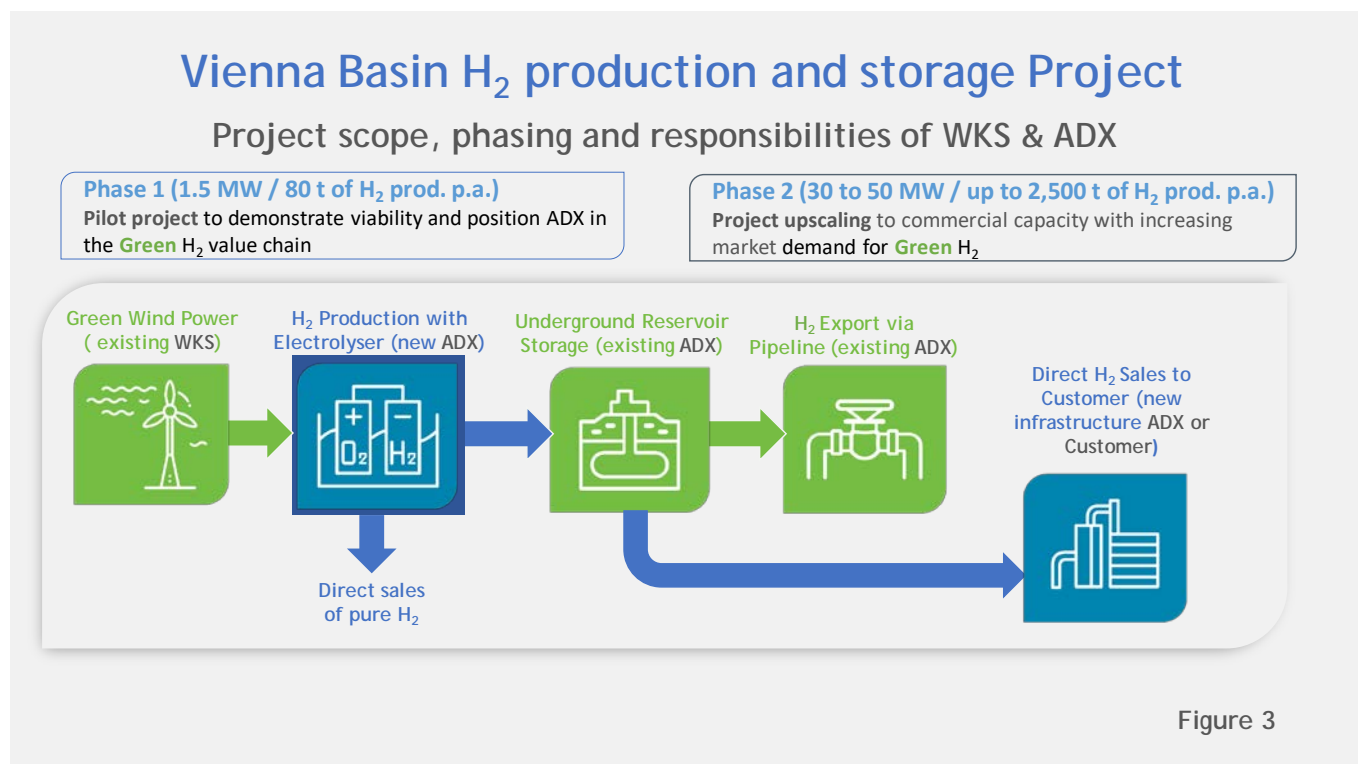 Vienna Basin H₂ production and storage Project
Project scope, phasing and responsibilities of WKS & ADX
Phase 1 (1.5 MW / 80 t of H₂ prod. p.a.)
Pilot project to demonstrate viability and position ADX in
the Green H₂ value chain
Phase 2 (30 to 50 MW / up to 2,500 t of H₂ prod. p.a.)
Project upscaling to commercial capacity with increasing
market demand for Green H₂
Green Wind Power
( existing WKS)
H₂ Production with
Electrolyser (new ADX)
Underground Reservoir
Storage (existing ADX)
H₂ Export via
Pipeline (existing ADX)
Direct H₂ Sales to
Customer (new
infrastructure ADX or
Customer)
+ −
O₂ H₂
Direct sales
of pure H₂
Figure 3